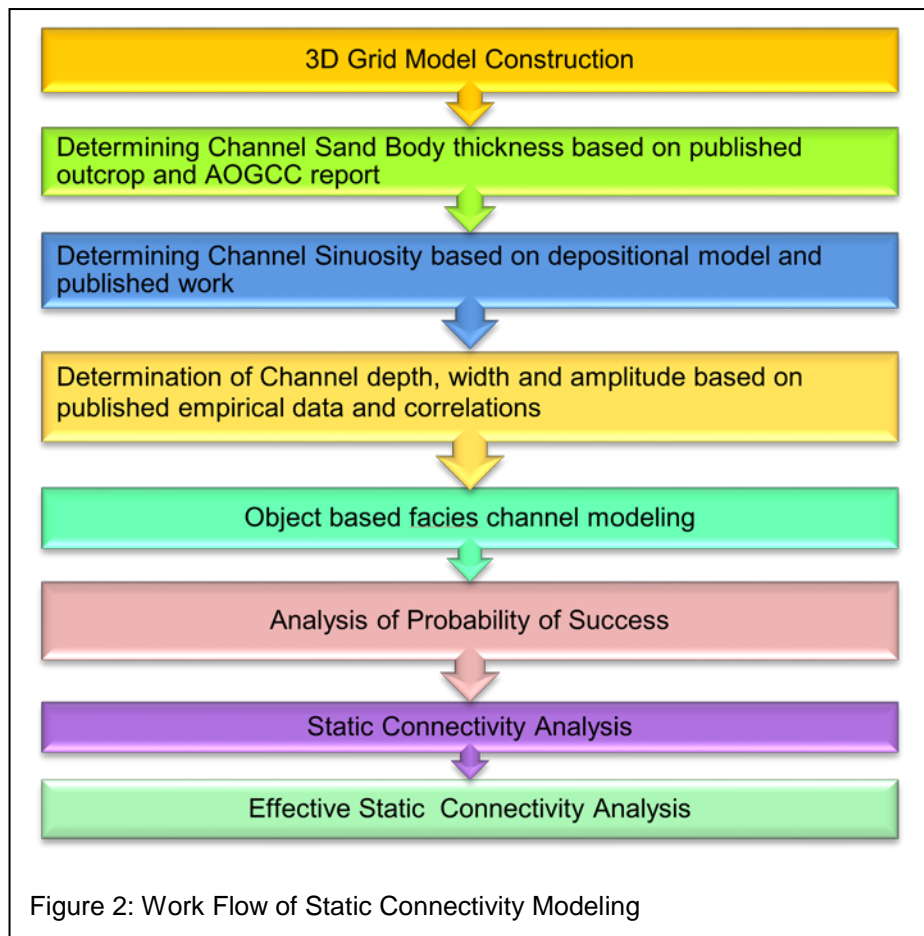 3D Grid Model Construction
Determining Channel Sand Body thickness based on published
outcrop and AOGCC report
Determining Channel Sinuosity based on depositional model and
published work
Determination of Channel depth, width and amplitude based on
published empirical data and correlations
Object based facies channel modeling
Analysis of Probability of Success
Static Connectivity Analysis
Effective Static Connectivity Analysis
Figure 2: Work Flow of Static Connectivity Modeling